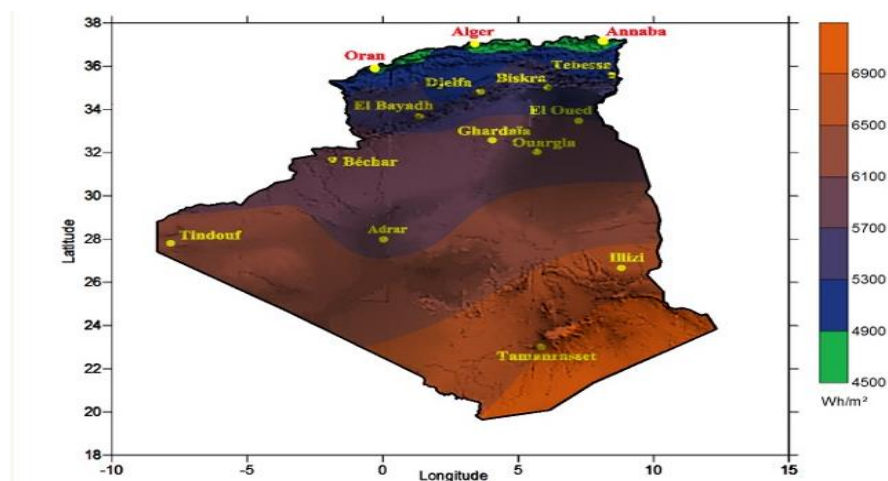 38
36
34
32
30
28
26
24
22
20
18
Latitude
-10
-5
0
5
10
15
Longitude
Alger
Annaba
Oran
Tebessa
Biskra
Djelfa
El Bayadh
El Oued
Ghardaïa
Ouargla
Béchar
Adrar
Tindouf
Illizi
Tamanrasset
6900
6500
6100
5700
5300
4900
4500
Wh/m²